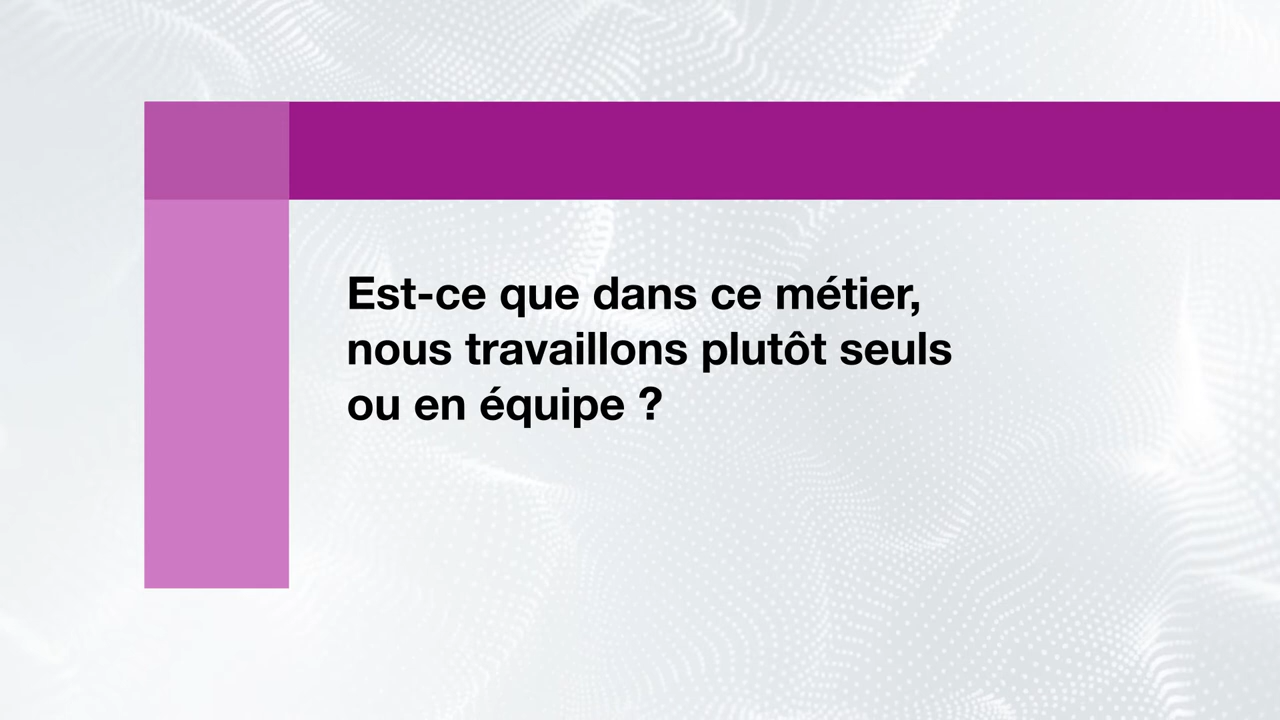 Est-ce que dans ce métier,
nous travaillons plutôt seuls
ou en équipe ?